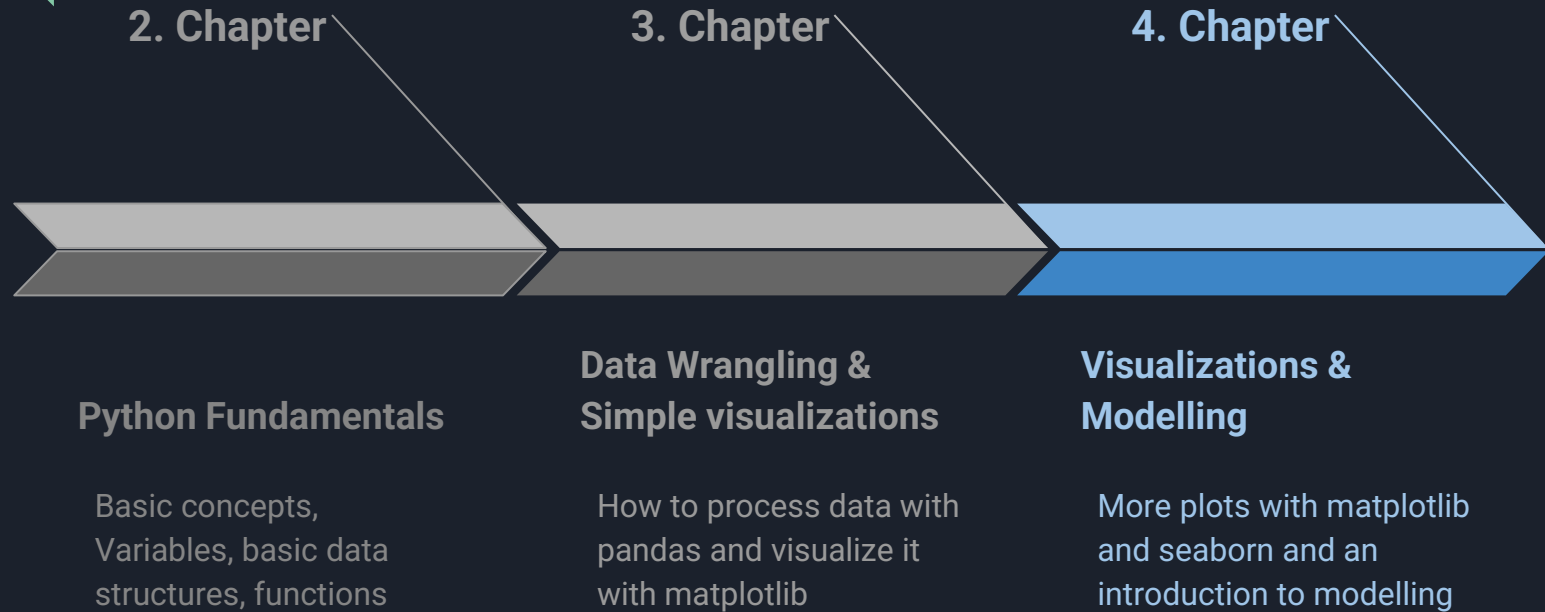 2. Chapter
3. Chapter
4. Chapter
Python Fundamentals
Basic concepts,
Variables, basic data
structures, functions
Data Wrangling &
Simple visualizations
How to process data with
pandas and visualize it
with matplotlib
Visualizations &
Modelling
More plots with matplotlib
and seaborn and an
introduction to modelling